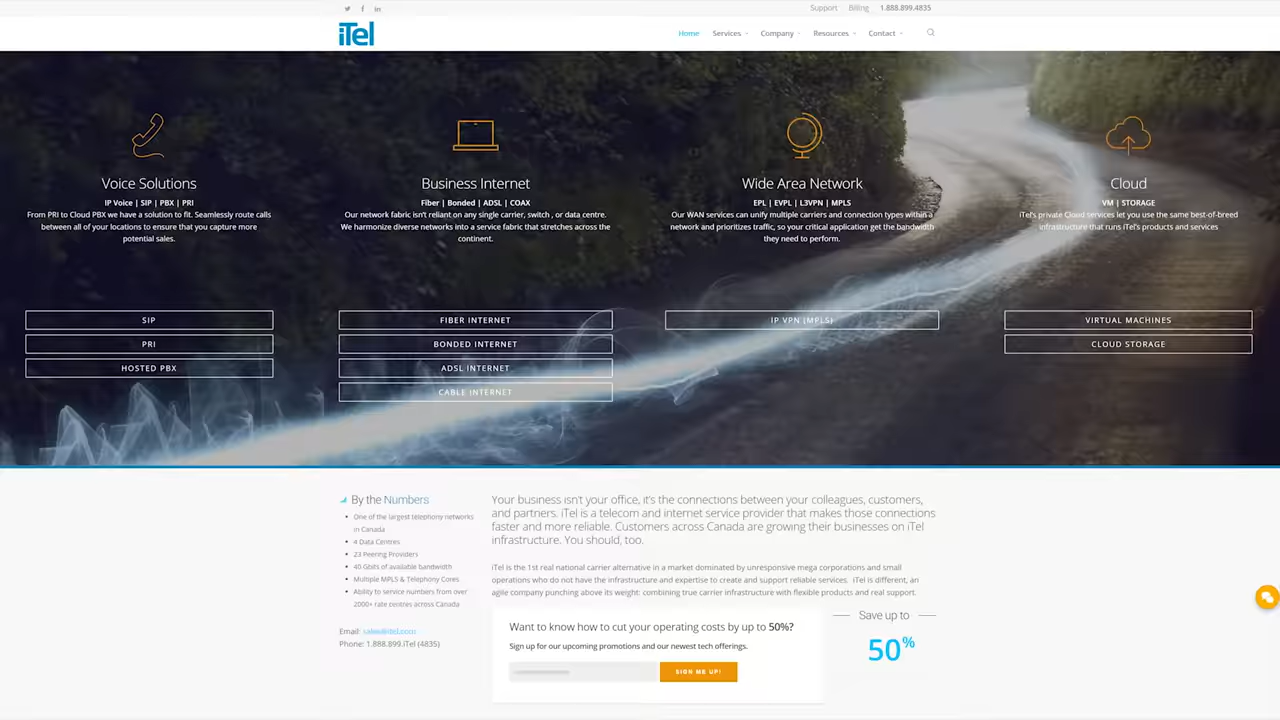 Support Billing 1.888.899.4835
iTel
Home Services Company Resources Contact
Voice Solutions
IP Voice | SIP | PBX | PRI
From PRI to Cloud PBX we have a solution to fit. Seamlessly route calls
between all of your locations to ensure that you capture more
potential sales.
SIP
PRI
HOSTED PBX
Business Internet
Fiber | Bonded | ADSL | COAX
Our network fabric isn't reliant on any single carrier, switch , or data centre.
We harmonize diverse networks into a service fabric that stretches across the
continent.
FIBER INTERNET
BONDED INTERNET
ADSL INTERNET
CABLE INTERNET
Wide Area Network
EPL | EVPL | L3VPN | MPLS
Our WAN services can unify multiple carriers and connection types within a
network and prioritizes traffic, so your critical application get the bandwidth
they need to perform.
IP VPN (MPLS)
Cloud
VM | STORAGE
iTel's private Cloud services let you use the same best-of-breed
infrastructure that runs iTel's products and services
VIRTUAL MACHINES
CLOUD STORAGE
By the Numbers
One of the largest telephony networks
in Canada
4 Data Centres
23 Peering Providers
40 Gbits of available bandwidth
Multiple MPLS & Telephony Cores
Ability to service numbers from over
2000+ rate centres across Canada
Email: sales@itel.com
Phone: 1.888.899.iTel (4835)
Your business isn't your office, it's the connections between your colleagues, customers,
and partners. iTel is a telecom and internet service provider that makes those connections
faster and more reliable. Customers across Canada are growing their businesses on iTel
infrastructure. You should, too.
iTel is the 1st real national carrier alternative in a market dominated by unresponsive mega corporations and small
operations who do not have the infrastructure and expertise to create and support reliable services. iTel is different, an
agile company punching above its weight: combining true carrier infrastructure with flexible products and real support.
Want to know how to cut your operating costs by up to 50%?
Sign up for our upcoming promotions and our newest tech offerings.
SIGN ME UP!
Save up to
50%